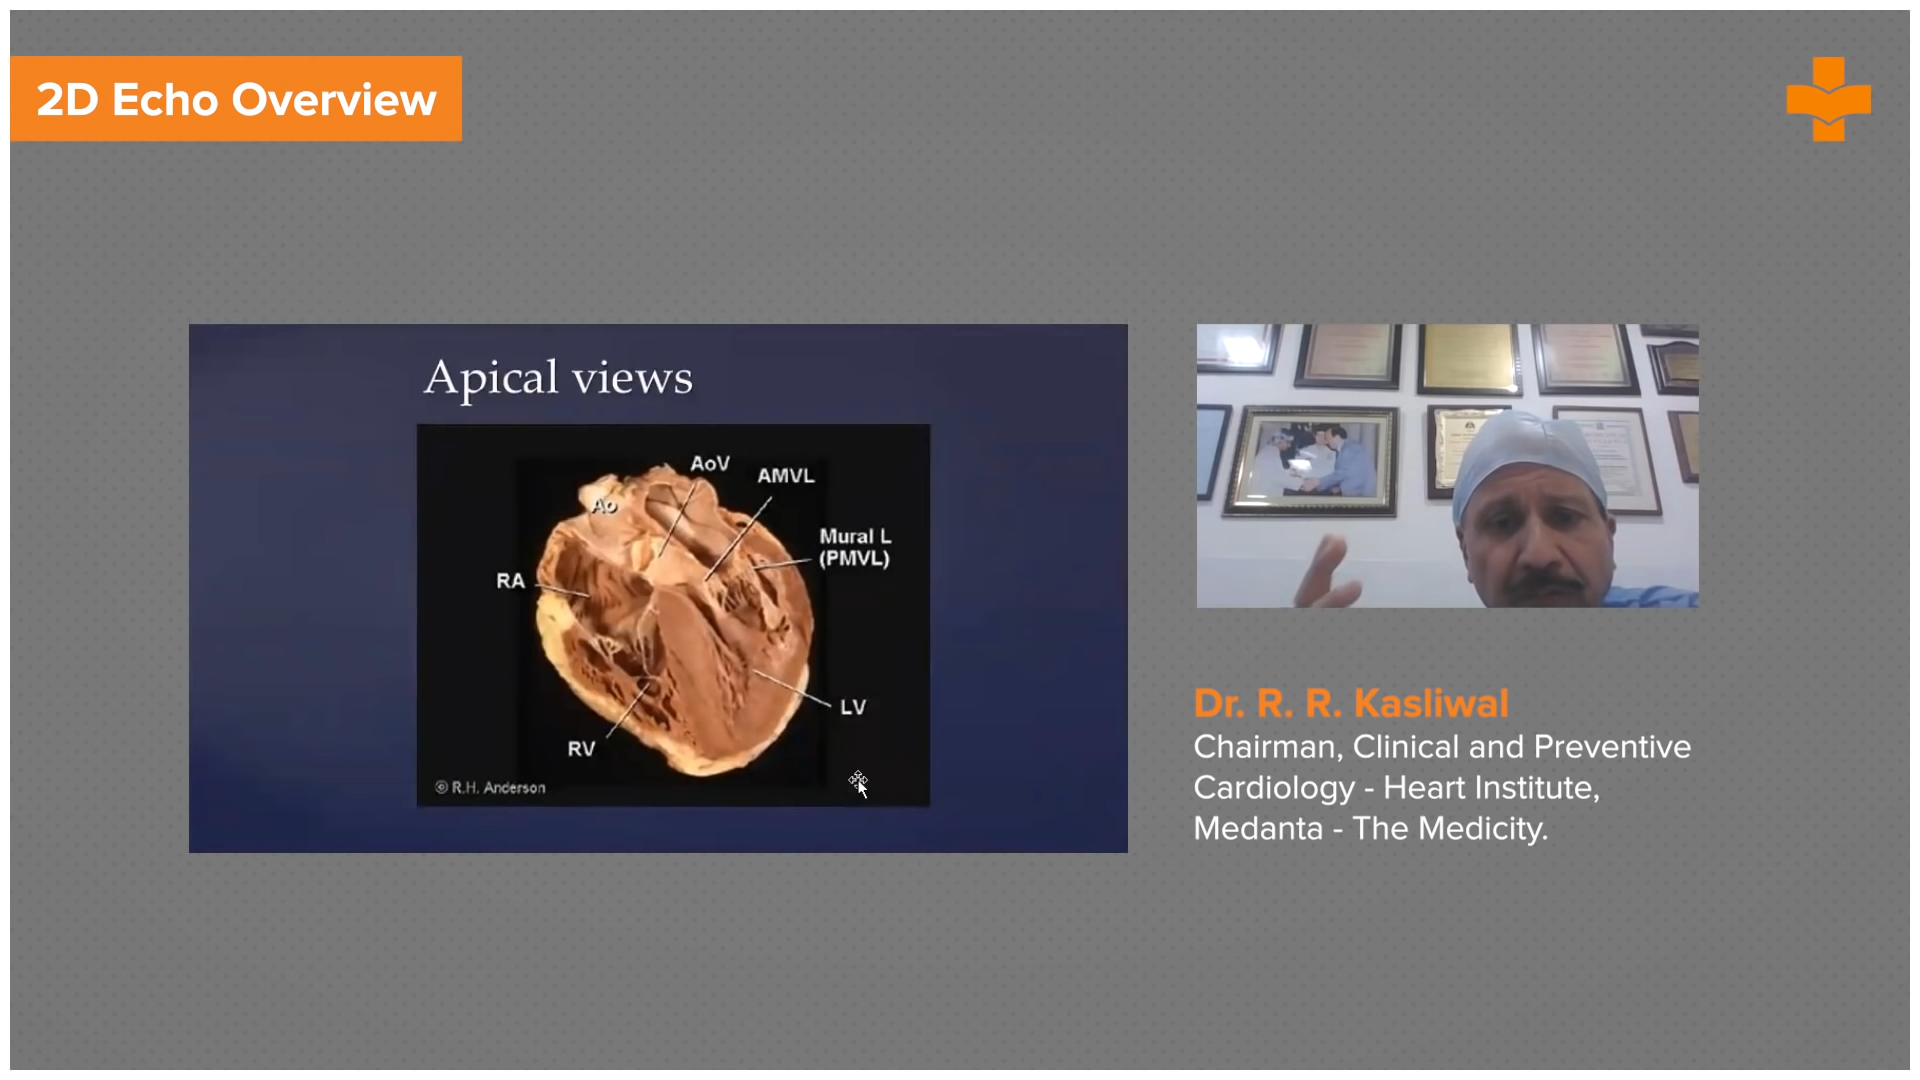 2D Echo Overview
Apical views
AoV
AMVL
Ao
Mural L
(PMVL)
RA
LV
RV
© R.H. Anderson
Dr. R. R. Kasliwal
Chairman, Clinical and Preventive
Cardiology - Heart Institute,
Medanta - The Medicity.